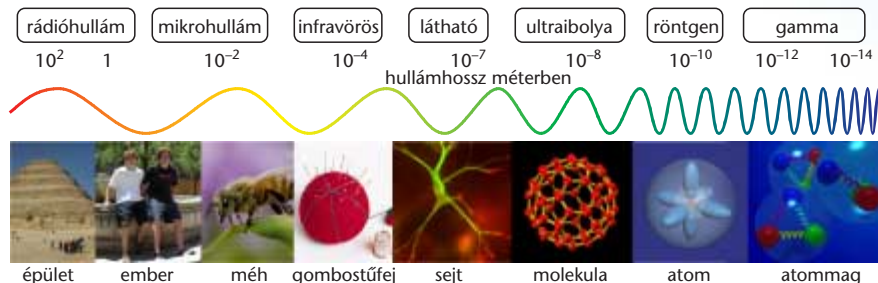 rádióhullám mikrohullám infravörös látható ultraibolya röntgen gamma
10² 1 10⁻² 10⁻⁴ 10⁻⁷ 10⁻⁸ 10⁻¹⁰ 10⁻¹² 10⁻¹⁴
hullámhossz méterben
épület ember méh gombostűfej sejt molekula atom atommag